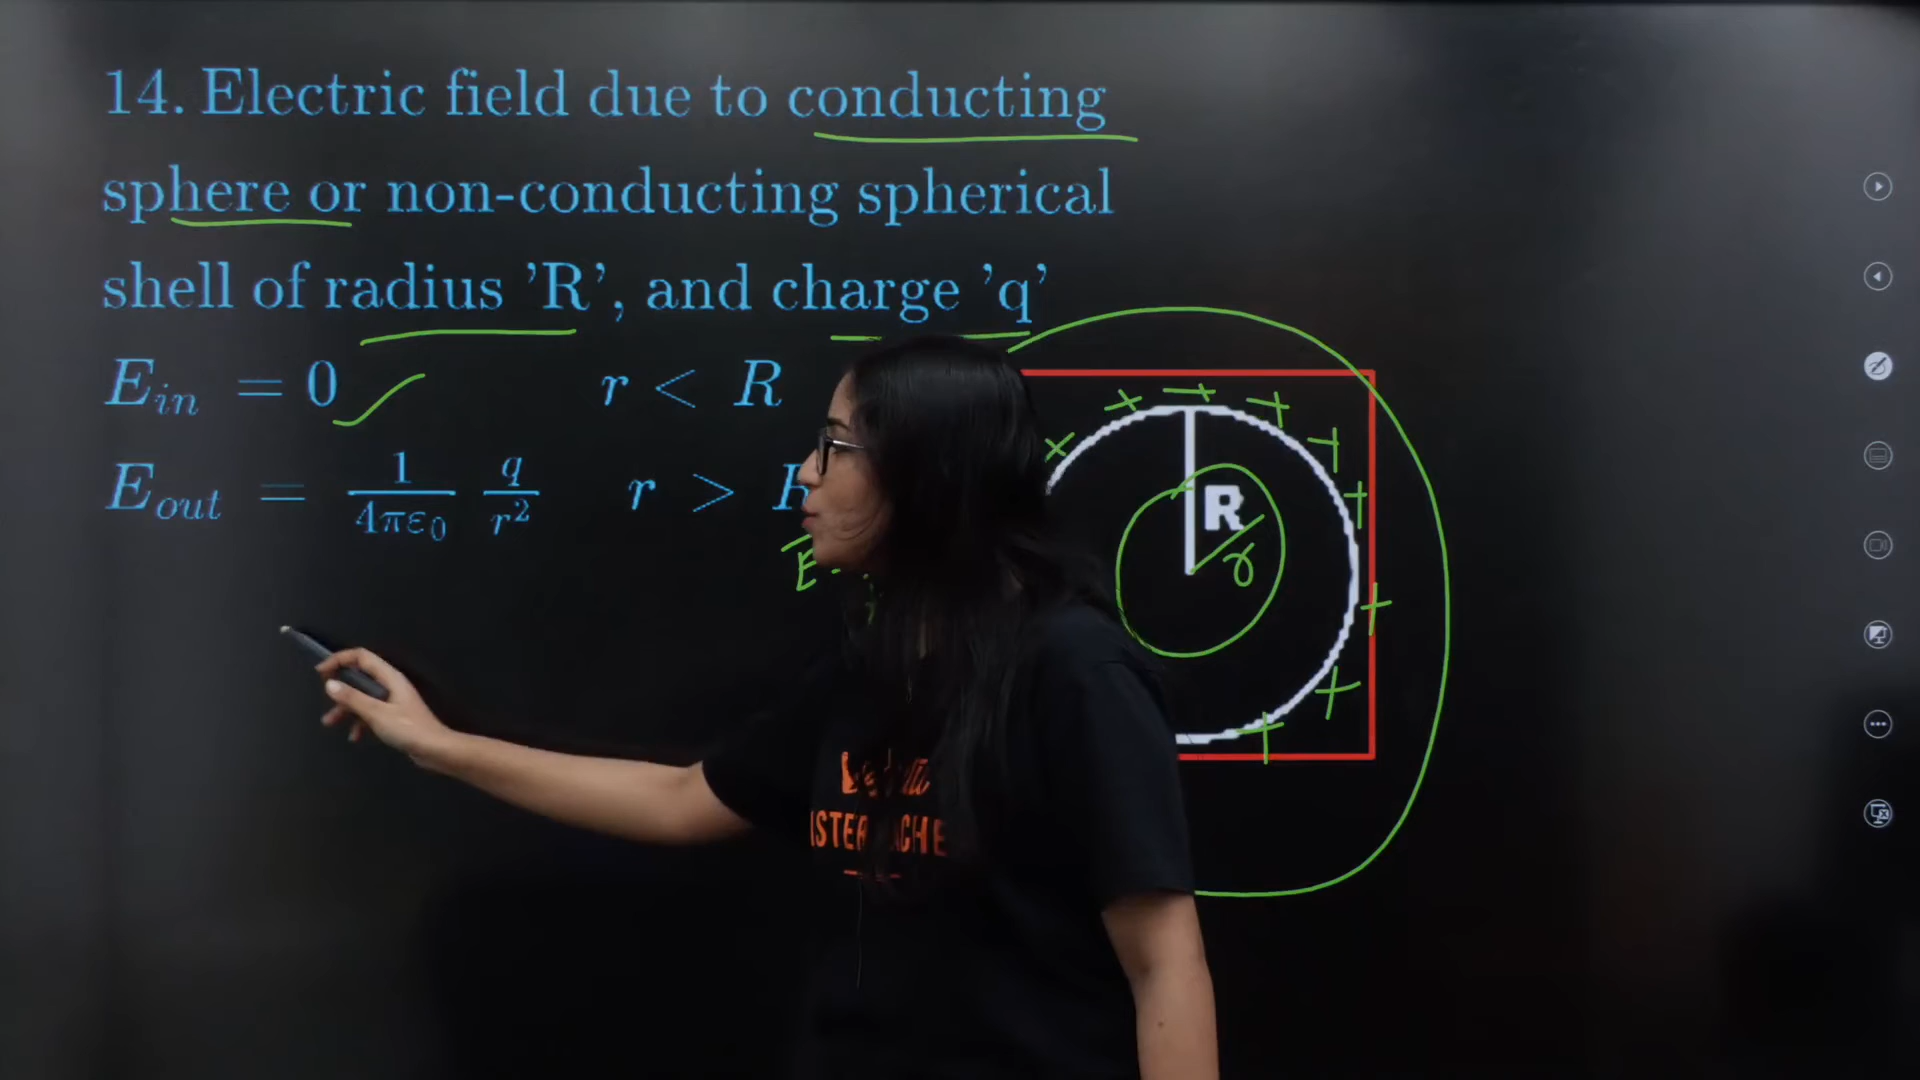 14. Electric field due to conducting
sphere or non-conducting spherical
shell of radius 'R', and charge 'q'
E_in = 0 r < R
E_out = 1/4πε₀ q/r² r > R
R
r
E